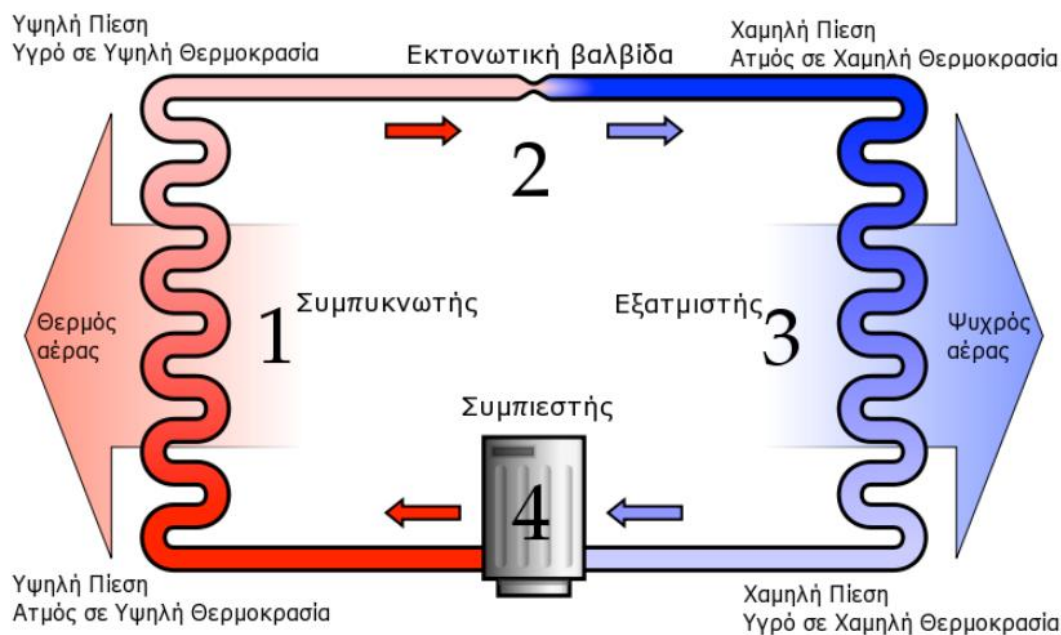 Υψηλή Πίεση
Υγρό σε Υψηλή Θερμοκρασία
Εκτονωτική βαλβίδα
Χαμηλή Πίεση
Ατμός σε Χαμηλή Θερμοκρασία
2
Θερμός
αέρας
1
Συμπυκνωτής
Εξατμιστής
3
Ψυχρός
αέρας
Συμπιεστής
4
Υψηλή Πίεση
Ατμός σε Υψηλή Θερμοκρασία
Χαμηλή Πίεση
Υγρό σε Χαμηλή Θερμοκρασία